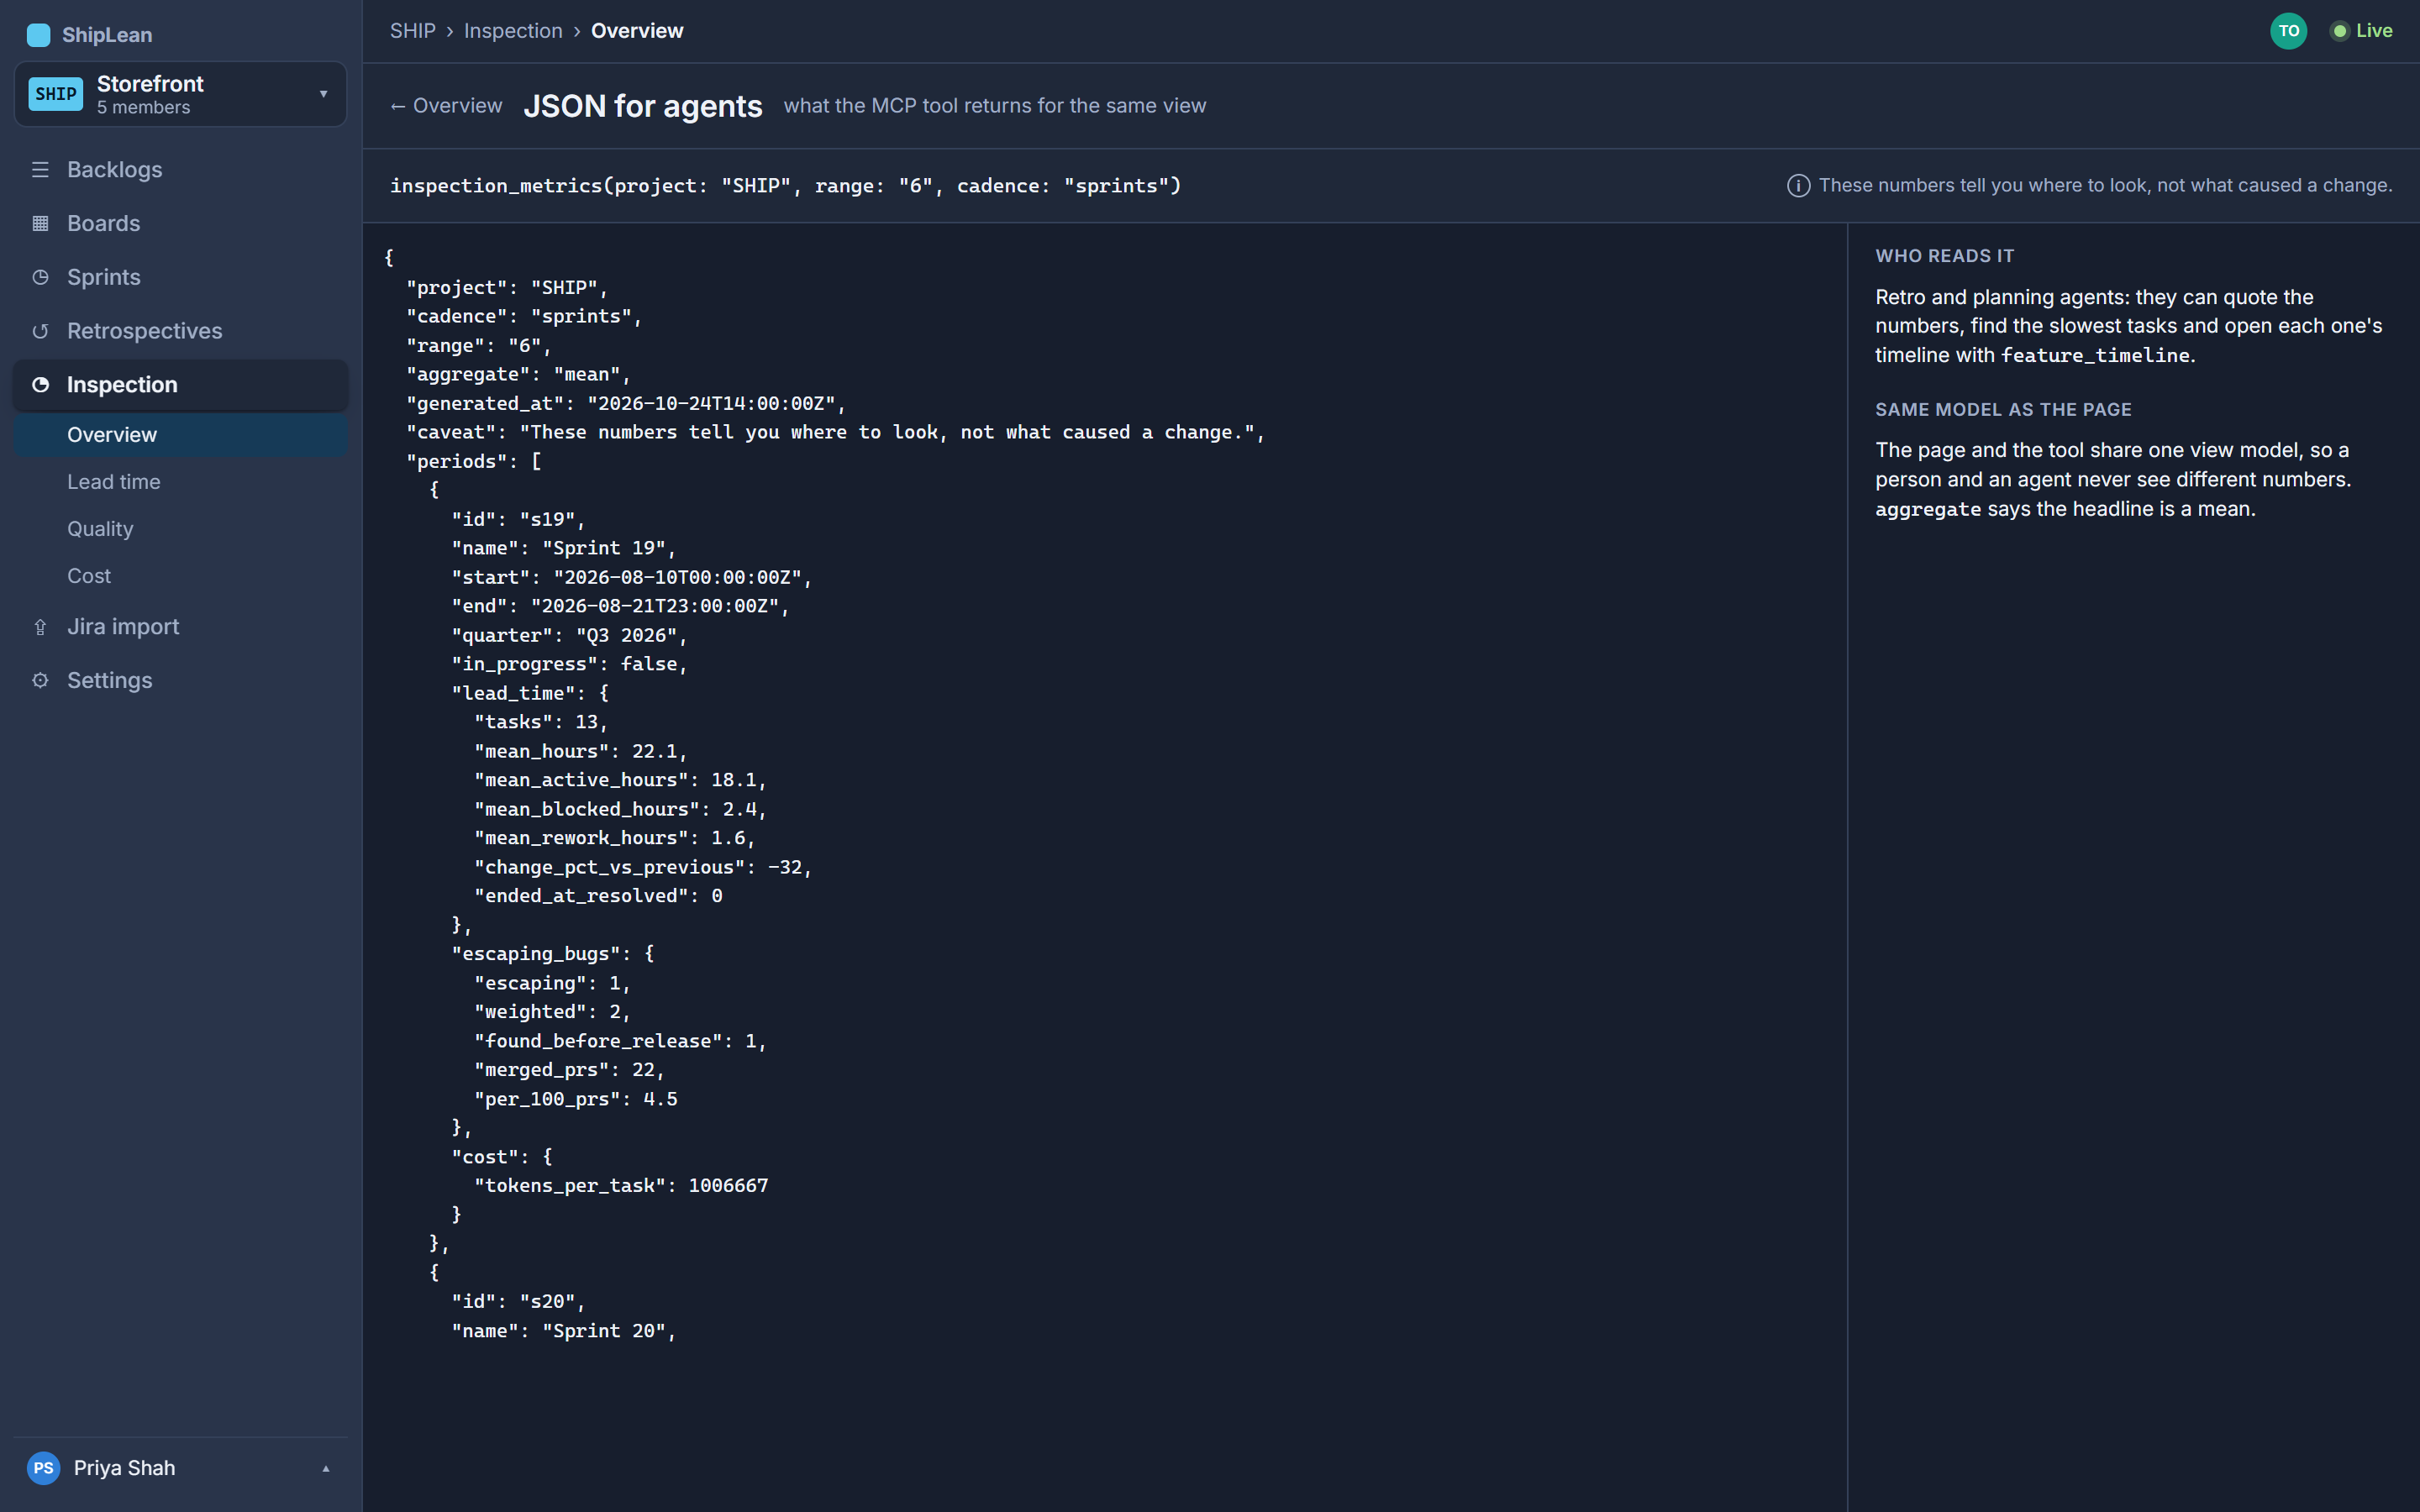 ShipLean
SHIP
Storefront
5 members
Backlogs
Boards
Sprints
Retrospectives
Inspection
Overview
Lead time
Quality
Cost
Jira import
Settings
PS
Priya Shah
SHIP › Inspection › Overview
TO
Live
← Overview
JSON for agents
what the MCP tool returns for the same view
inspection_metrics(project: "SHIP", range: "6", cadence: "sprints")
These numbers tell you where to look, not what caused a change.
{
"project": "SHIP",
"cadence": "sprints",
"range": "6",
"aggregate": "mean",
"generated_at": "2026-10-24T14:00:00Z",
"caveat": "These numbers tell you where to look, not what caused a change.",
"periods": [
{
"id": "s19",
"name": "Sprint 19",
"start": "2026-08-10T00:00:00Z",
"end": "2026-08-21T23:00:00Z",
"quarter": "Q3 2026",
"in_progress": false,
"lead_time": {
"tasks": 13,
"mean_hours": 22.1,
"mean_active_hours": 18.1,
"mean_blocked_hours": 2.4,
"mean_rework_hours": 1.6,
"change_pct_vs_previous": -32,
"ended_at_resolved": 0
},
"escaping_bugs": {
"escaping": 1,
"weighted": 2,
"found_before_release": 1,
"merged_prs": 22,
"per_100_prs": 4.5
},
"cost": {
"tokens_per_task": 1006667
}
},
{
"id": "s20",
"name": "Sprint 20",
WHO READS IT
Retro and planning agents: they can quote the
numbers, find the slowest tasks and open each one's
timeline with feature_timeline.
SAME MODEL AS THE PAGE
The page and the tool share one view model, so a
person and an agent never see different numbers.
aggregate says the headline is a mean.